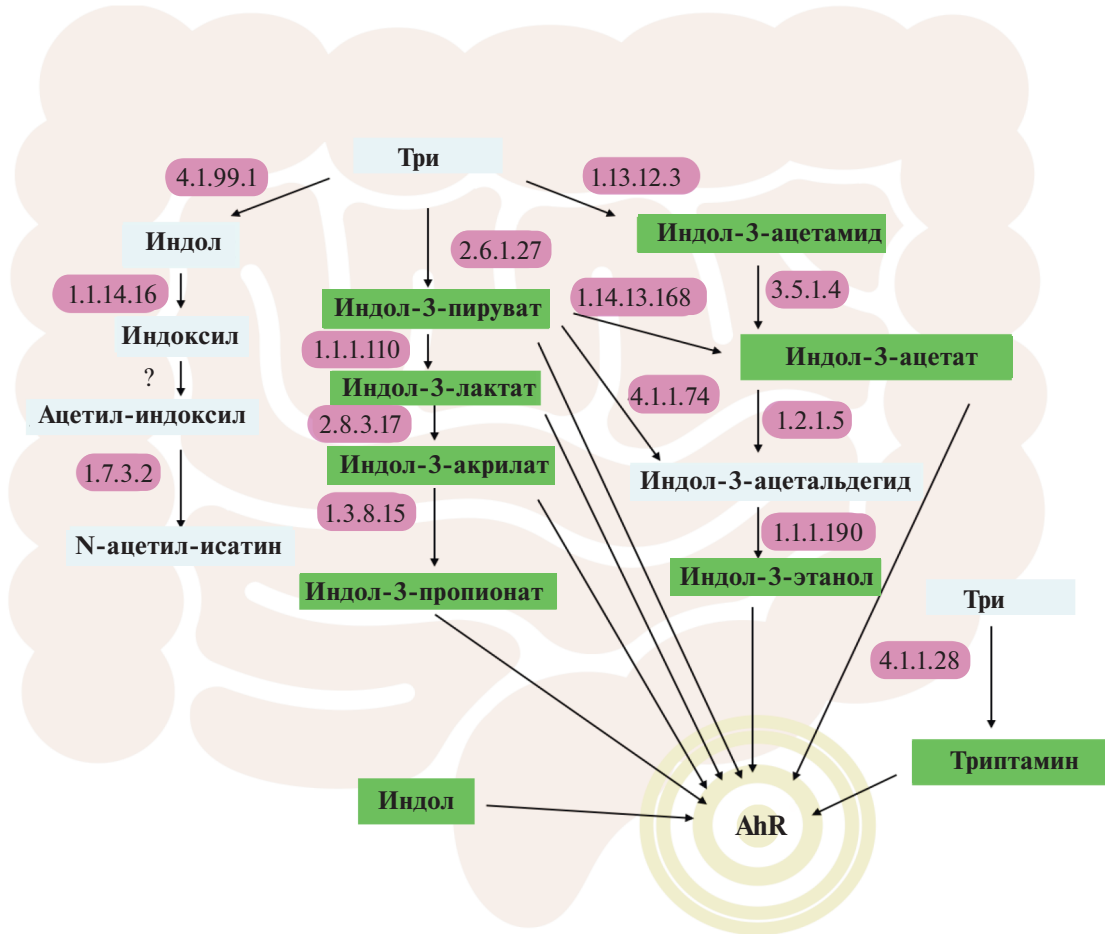 Три
4.1.99.1
1.13.12.3
Индол
2.6.1.27
Индол-3-ацетамид
1.1.14.16
Индол-3-пируват
1.14.13.168
3.5.1.4
Индоксил
1.1.1.110
Индол-3-ацетат
?
Индол-3-лактат
4.1.1.74
1.2.1.5
Ацетил-индоксил
2.8.3.17
1.7.3.2
Индол-3-акрилат
Индол-3-ацетальдегид
1.3.8.15
1.1.1.190
N-ацетил-исатин
Индол-3-пропионат
Индол-3-этанол
Три
4.1.1.28
Триптамин
Индол
AhR